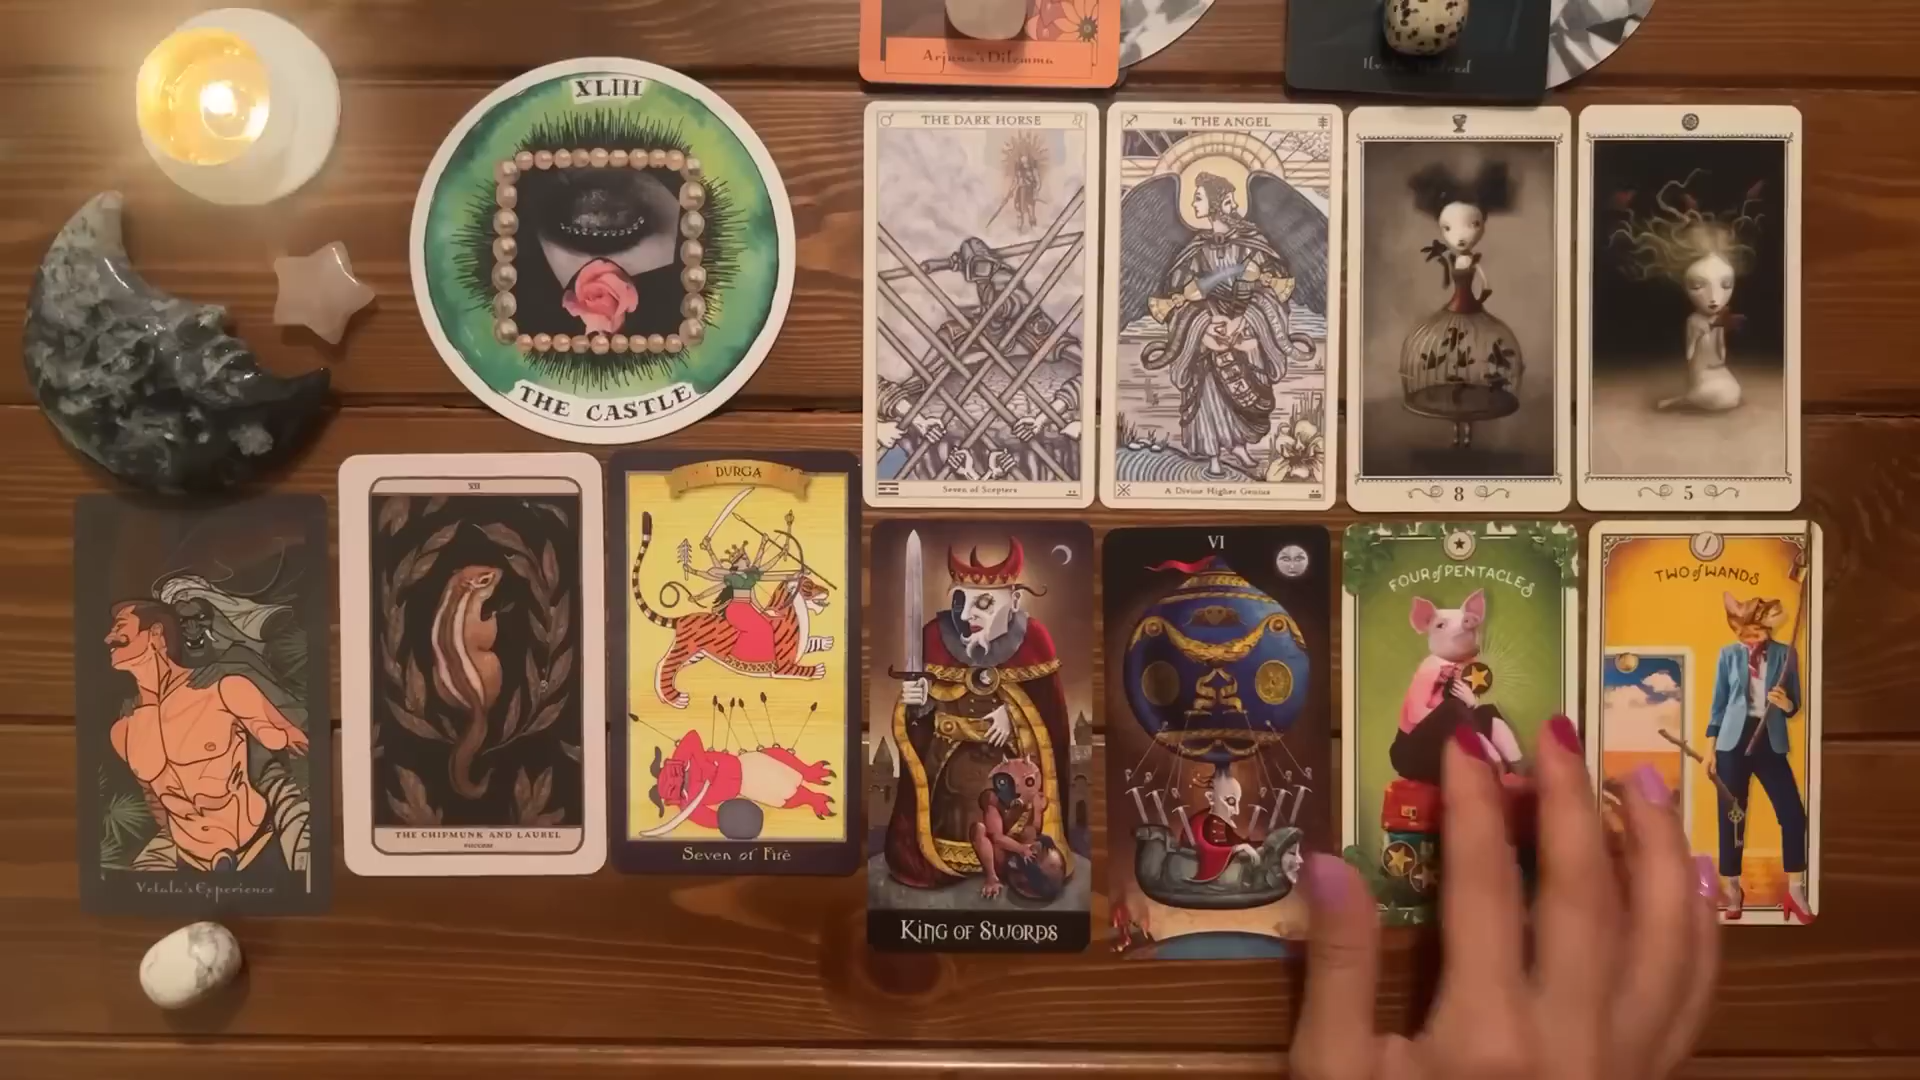 Arjuna's Dilemma
XLIII
THE CASTLE
THE DARK HORSE
Seven of Scepters
14. THE ANGEL
A Divine Higher Genius
8
5
Vetala's Experience
THE CHIPMUNK AND LAUREL
success
DURGA
Seven of Fire
KING OF SWORDS
VI
FOUR of PENTACLES
TWO of WANDS